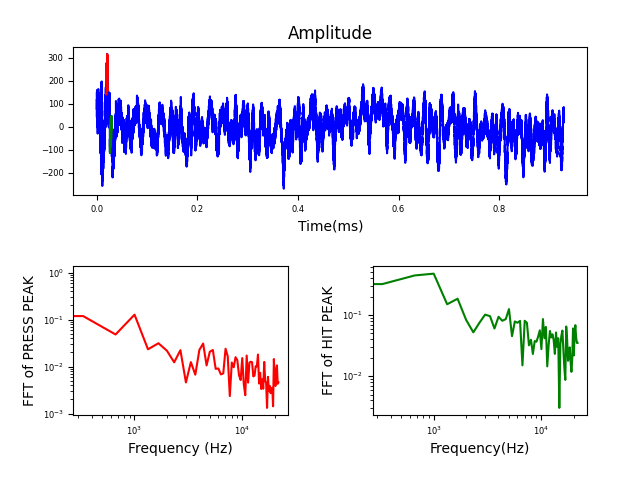 Amplitude
300
200
100
0
−100
−200
0.0 0.2 0.4 0.6 0.8
Time(ms)
FFT of PRESS PEAK
10⁰
10⁻¹
10⁻²
10⁻³
10³ 10⁴
Frequency (Hz)
FFT of HIT PEAK
10⁻¹
10⁻²
10³ 10⁴
Frequency(Hz)